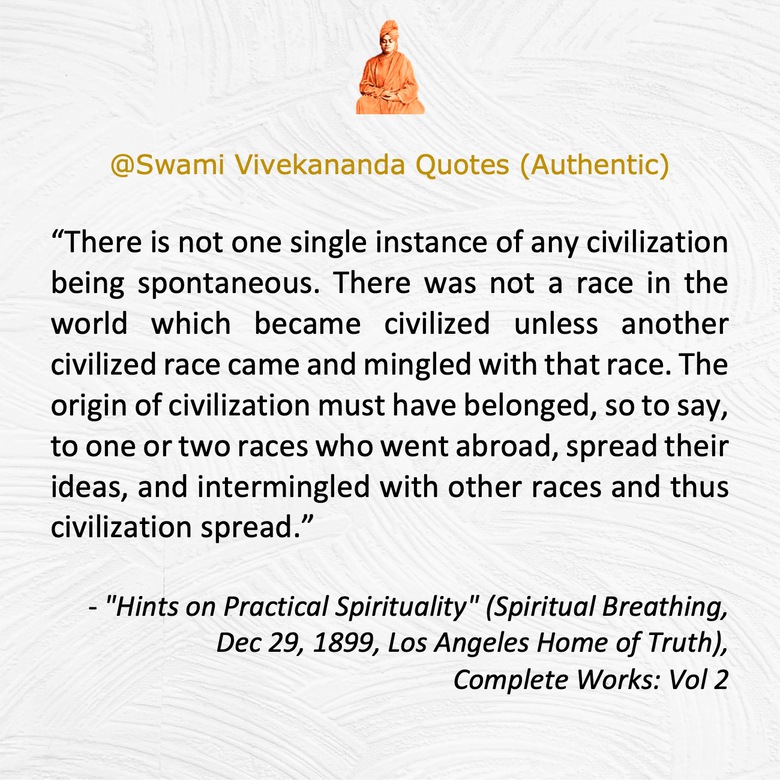 @Swami Vivekananda Quotes (Authentic)
“There is not one single instance of any civilization
being spontaneous. There was not a race in the
world which became civilized unless another
civilized race came and mingled with that race. The
origin of civilization must have belonged, so to say,
to one or two races who went abroad, spread their
ideas, and intermingled with other races and thus
civilization spread.”
- "Hints on Practical Spirituality" (Spiritual Breathing,
Dec 29, 1899, Los Angeles Home of Truth),
Complete Works: Vol 2